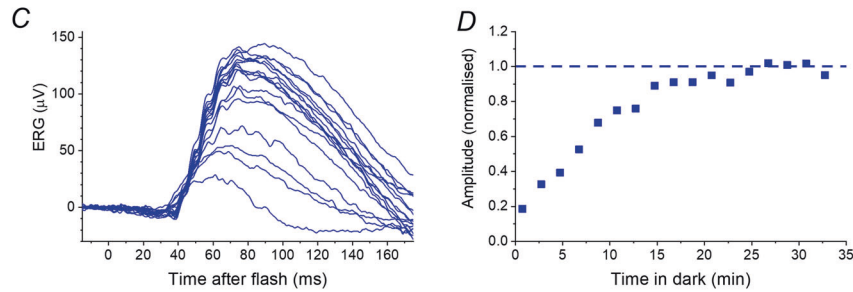 C
150
100
50
0
ERG (μV)
0 20 40 60 80 100 120 140 160
Time after flash (ms)
D
1.2
1.0
0.8
0.6
0.4
0.2
0.0
Amplitude (normalised)
0 5 10 15 20 25 30 35
Time in dark (min)